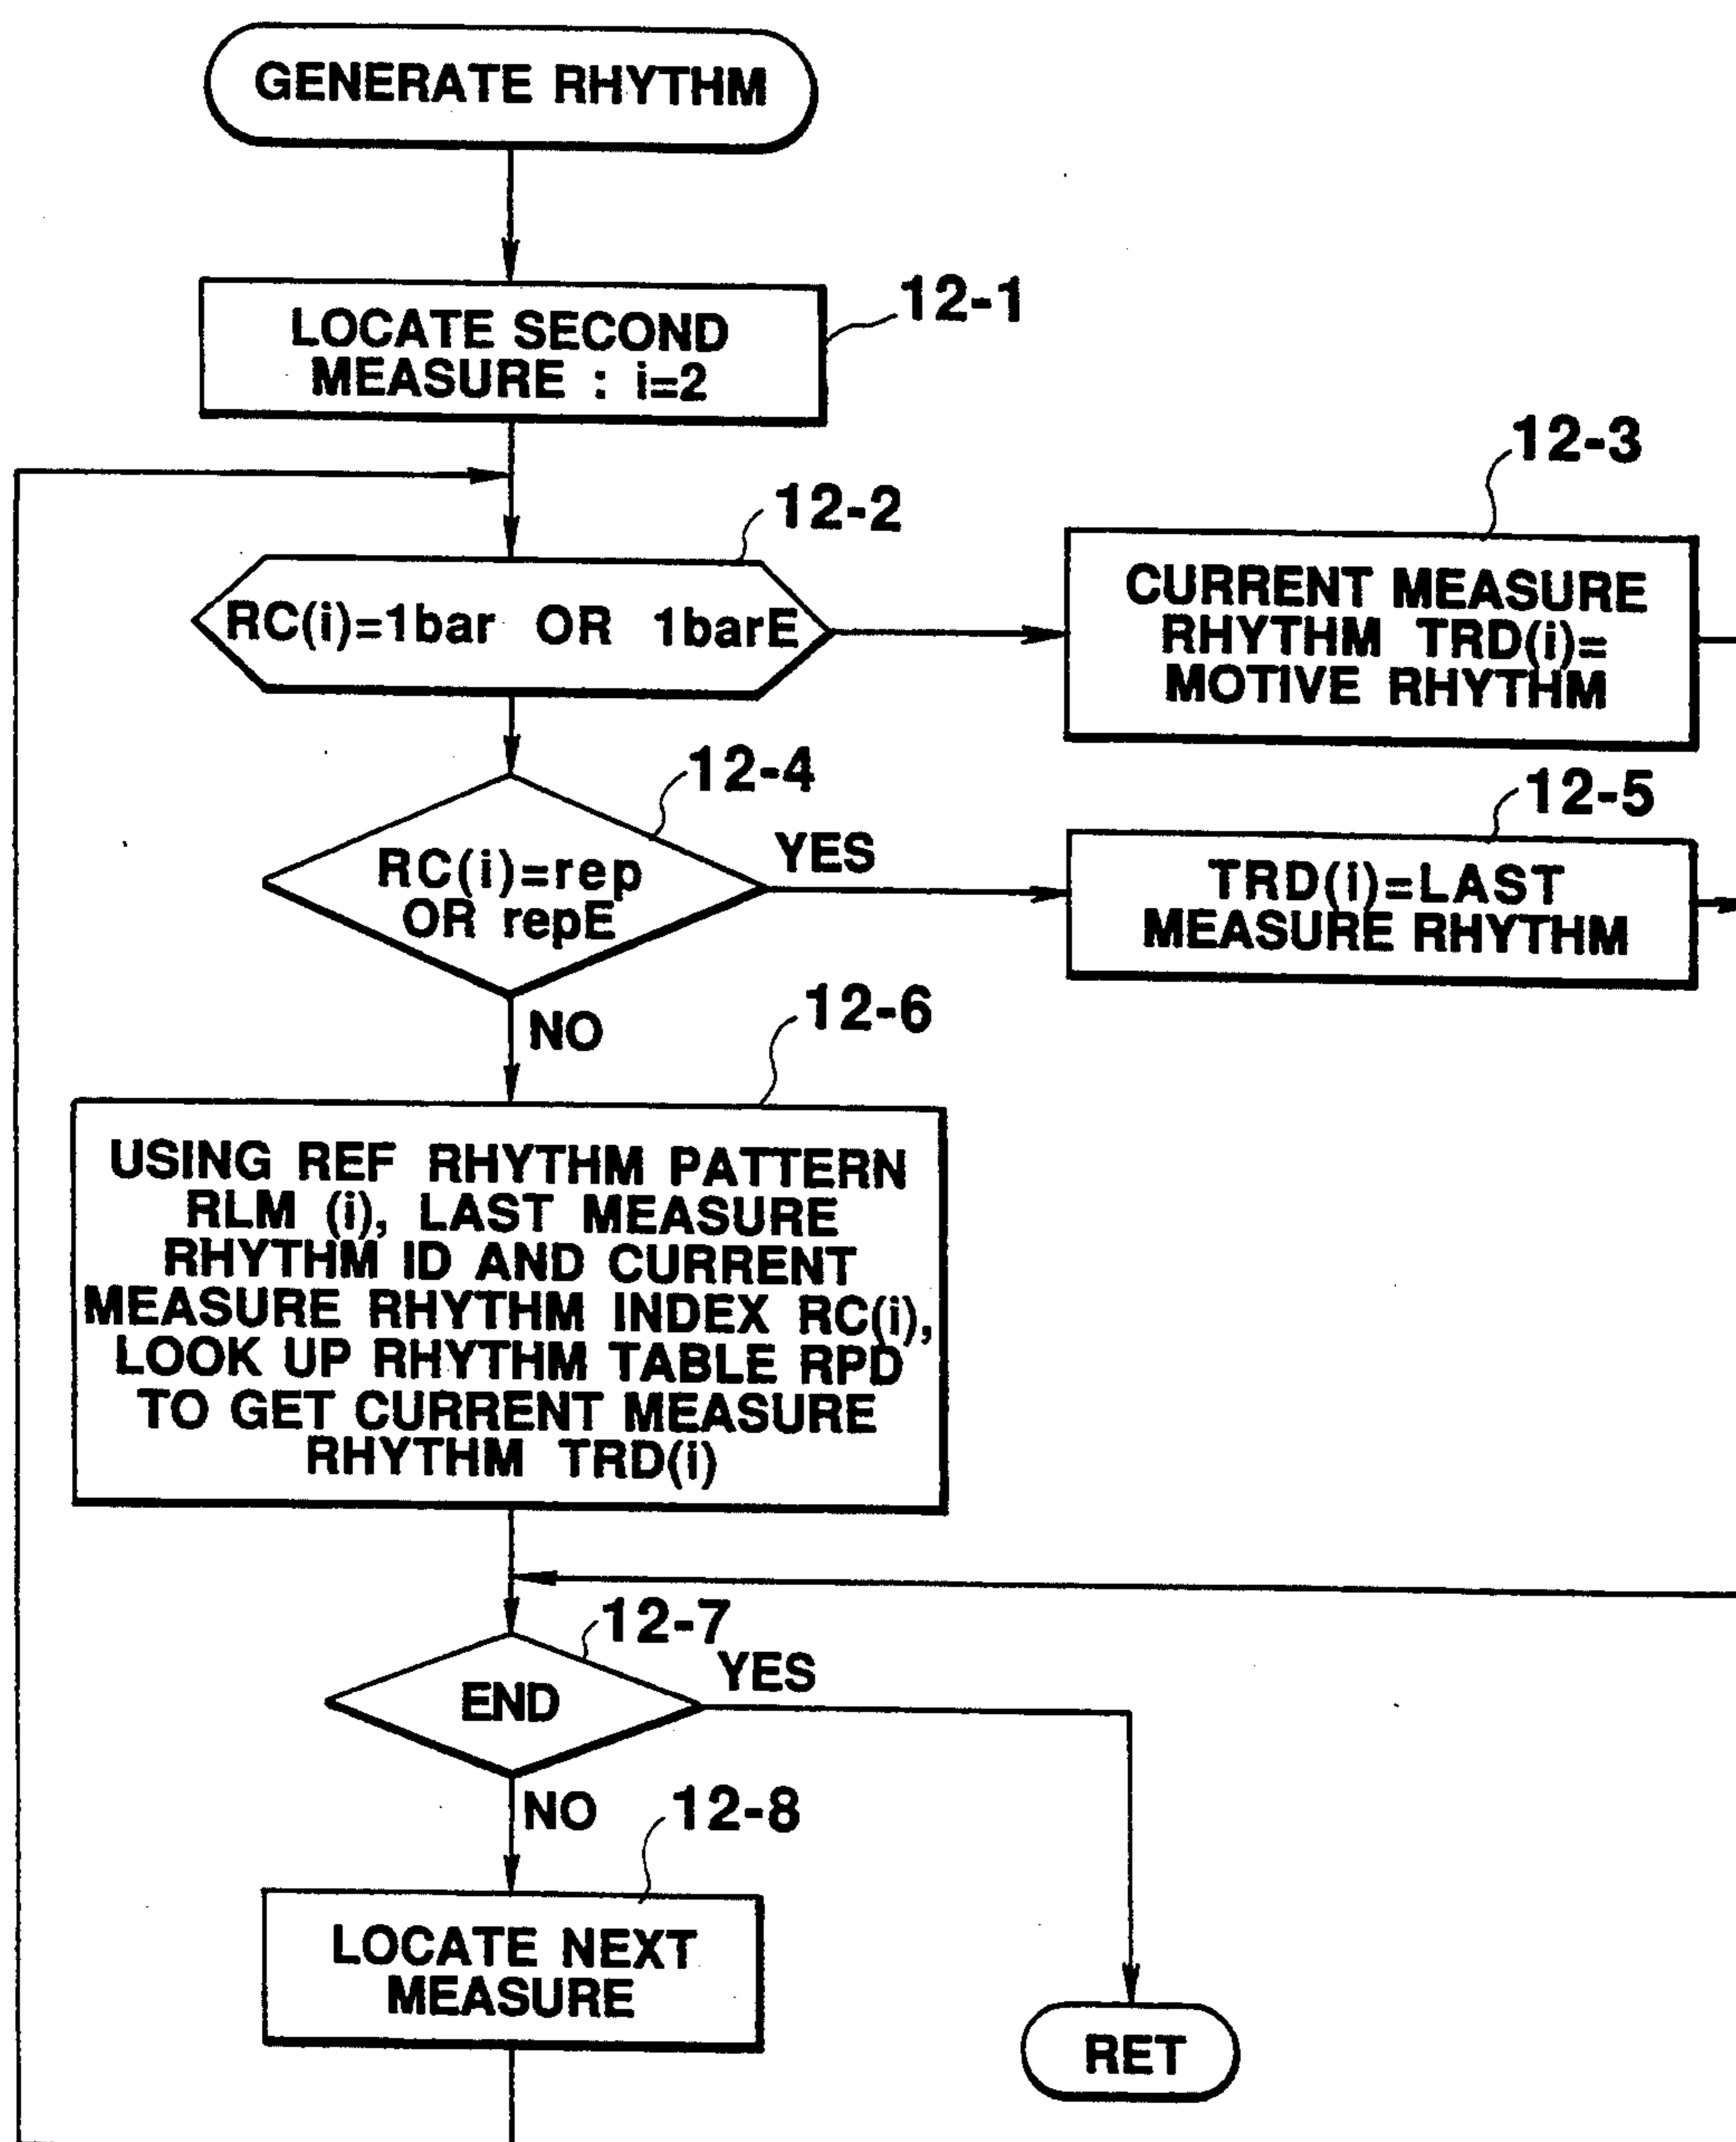 GENERATE RHYTHM
12-1
LOCATE SECOND
MEASURE : i=2
12-2
RC(i)=1bar OR 1barE
12-3
CURRENT MEASURE
RHYTHM TRD(i)=
MOTIVE RHYTHM
12-4
RC(i)=rep
OR repE
YES
12-5
TRD(i)=LAST
MEASURE RHYTHM
NO
12-6
USING REF RHYTHM PATTERN
RLM (i), LAST MEASURE
RHYTHM ID AND CURRENT
MEASURE RHYTHM INDEX RC(i),
LOOK UP RHYTHM TABLE RPD
TO GET CURRENT MEASURE
RHYTHM TRD(i)
12-7
END
YES
NO
12-8
LOCATE NEXT
MEASURE
RET